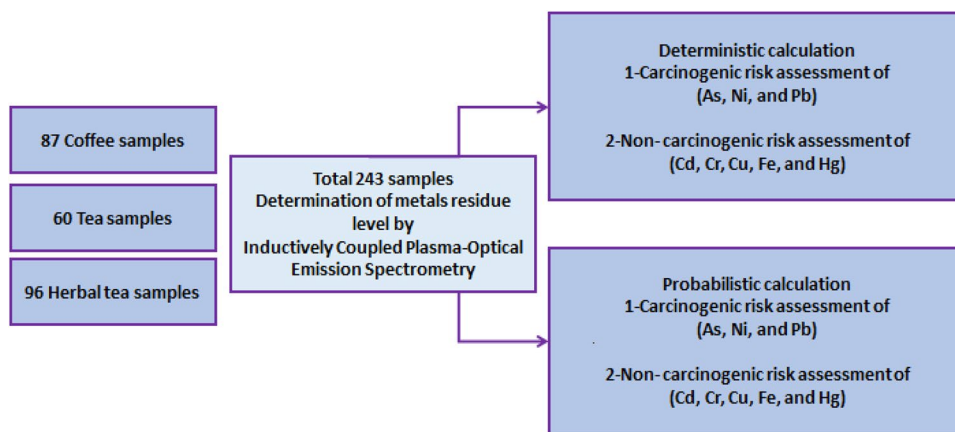 87 Coffee samples
60 Tea samples
96 Herbal tea samples
Total 243 samples
Determination of metals residue
level by
Inductively Coupled Plasma-Optical
Emission Spectrometry
Deterministic calculation
1-Carcinogenic risk assessment of
(As, Ni, and Pb)
2-Non- carcinogenic risk assessment of
(Cd, Cr, Cu, Fe, and Hg)
Probabilistic calculation
1-Carcinogenic risk assessment of
(As, Ni, and Pb)
2-Non- carcinogenic risk assessment of
(Cd, Cr, Cu, Fe, and Hg)